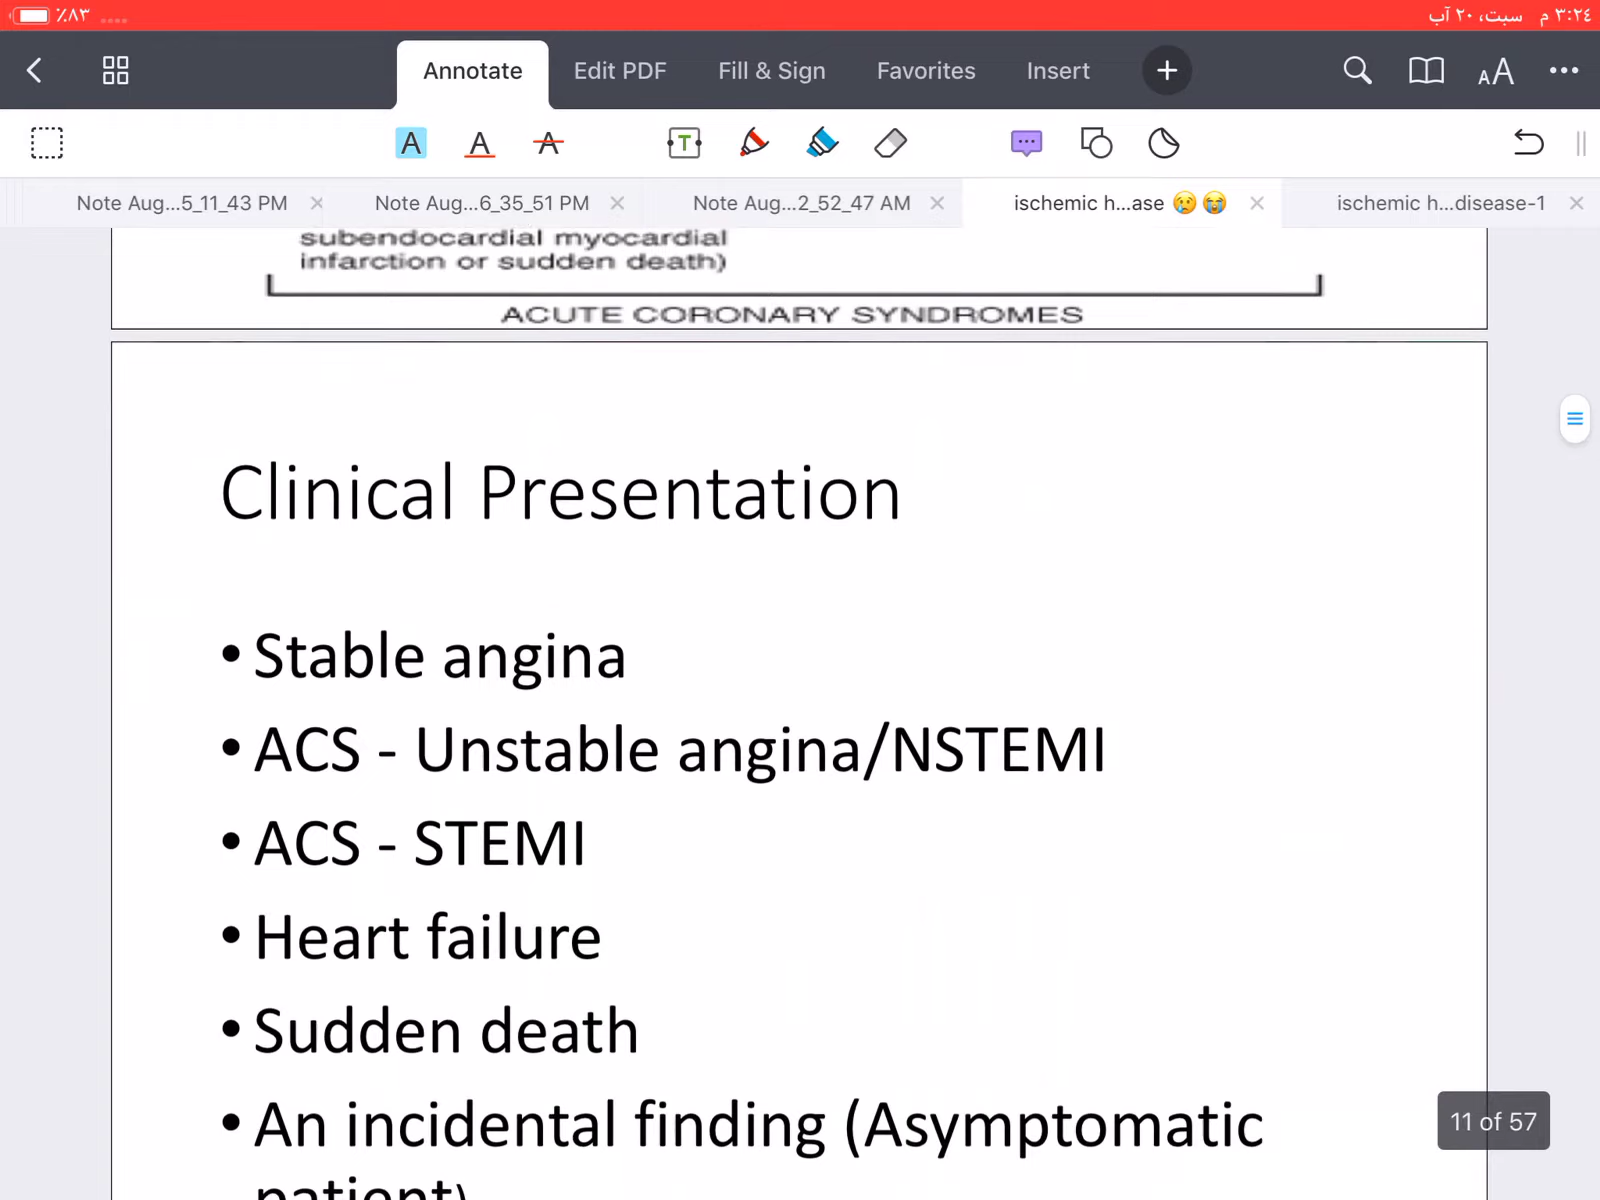 ٪٨٣ سبت، ٢٠ آب ٣:٢٤ م
Annotate Edit PDF Fill & Sign Favorites Insert
Note Aug...5_11_43 PM Note Aug...6_35_51 PM Note Aug...2_52_47 AM ischemic h...ase 😢 😭 ischemic h...disease-1
subendocardial myocardial
infarction or sudden death)
ACUTE CORONARY SYNDROMES
Clinical Presentation
• Stable angina
• ACS - Unstable angina/NSTEMI
• ACS - STEMI
• Heart failure
• Sudden death
• An incidental finding (Asymptomatic
patient)
11 of 57